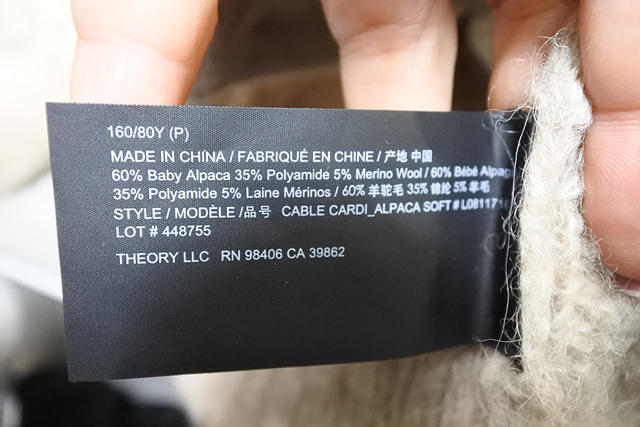 160/80Y (P)
MADE IN CHINA / FABRIQUÉ EN CHINE / 产地 中国
60% Baby Alpaca 35% Polyamide 5% Merino Wool / 60% Bébé Alpaga
35% Polyamide 5% Laine Mérinos / 60% 羊驼毛 35% 锦纶 5% 羊毛
STYLE / MODÈLE /品号 CABLE CARDI_ALPACA SOFT #
LOT # 448755
THEORY LLC RN 98406 CA 39862